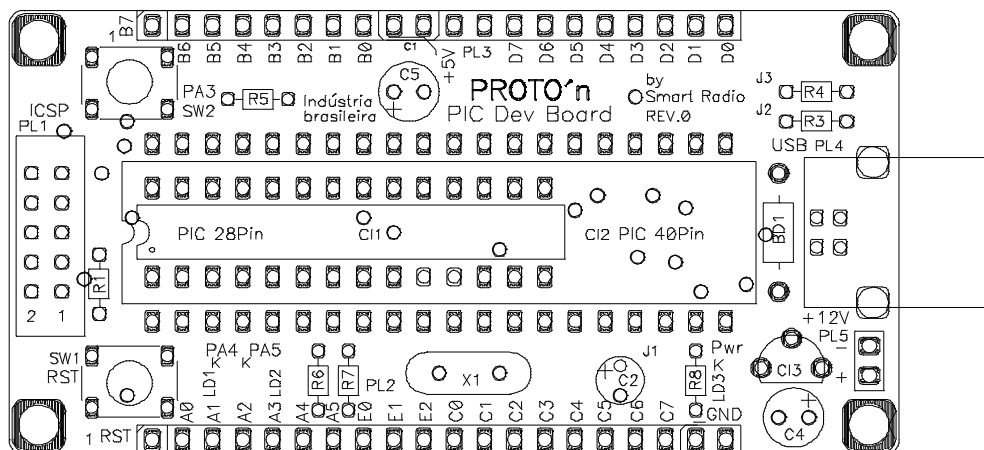 B7
1
B6
B5
B4
B3
B2
B1
B0
C1
+5V
PL3
D7
D6
D5
D4
D3
D2
D1
D0
PA3
SW2
R5
Indústria
brasileira
C5
PROTO'n
PIC Dev Board
by
Smart Radio
REV.0
J3
R4
J2
R3
ICSP
PL1
USB PL4
PIC 28Pin
CI1
CI2 PIC 40Pin
BD1
R1
2 1
+12V
PL5
-
+
SW1
RST
PA4 PA5
K K
LD1
LD2
R6
R7
PL2
X1
J1
C2
R8
Pwr
K
LD3
CI3
C4
1 RST
A0
A1
A2
A3
A4
A5
E0
E1
E2
C0
C1
C2
C3
C4
C5
C6
C7
GND